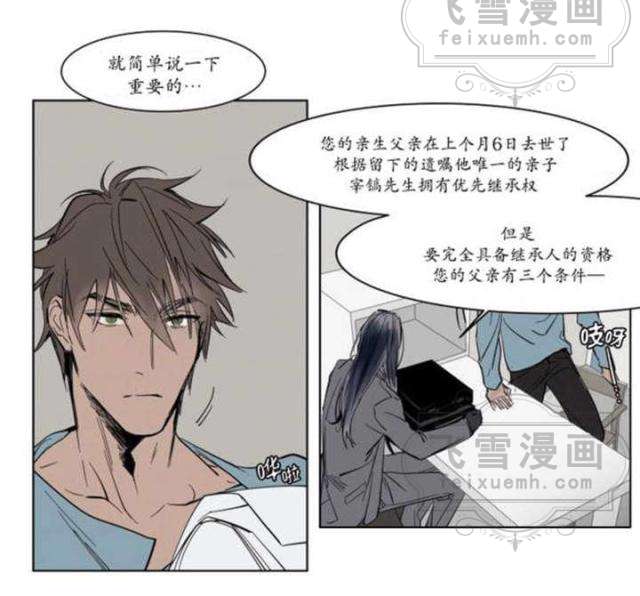 飞雪漫画
feixuemh.com
就简单说一下
重要的…
您的亲生父亲在上个月6日去世了
根据留下的遗嘱他唯一的亲子
宰镐先生拥有优先继承权
但是
要完全具备继承人的资格
您的父亲有三个条件—
吱呀
哗啦
飞雪漫画
feixuemh.com